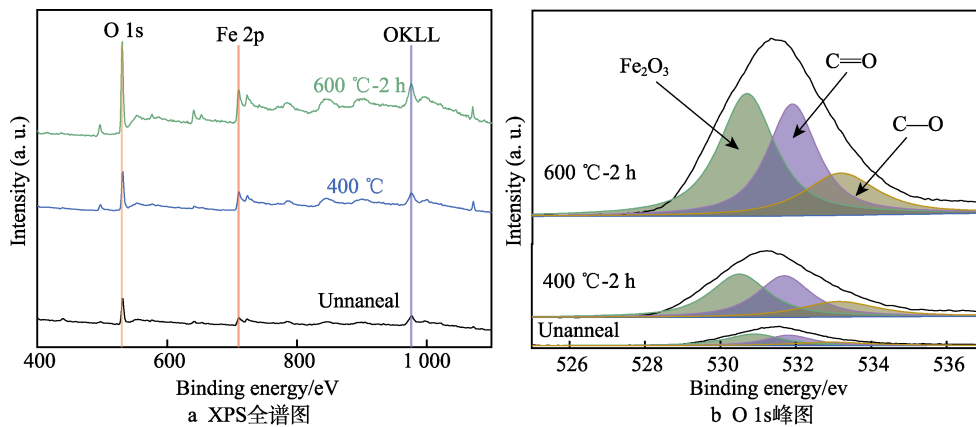 O 1s
Fe 2p
OKLL
600 ℃-2 h
400 ℃
Unnaneal
Intensity (a. u.)
400
600
800
1 000
Binding energy/eV
a XPS全谱图
Fe₂O₃
C═O
C—O
600 ℃-2 h
400 ℃-2 h
Unanneal
Intensity (a. u.)
526
528
530
532
534
536
Binding energy/ev
b O 1s峰图